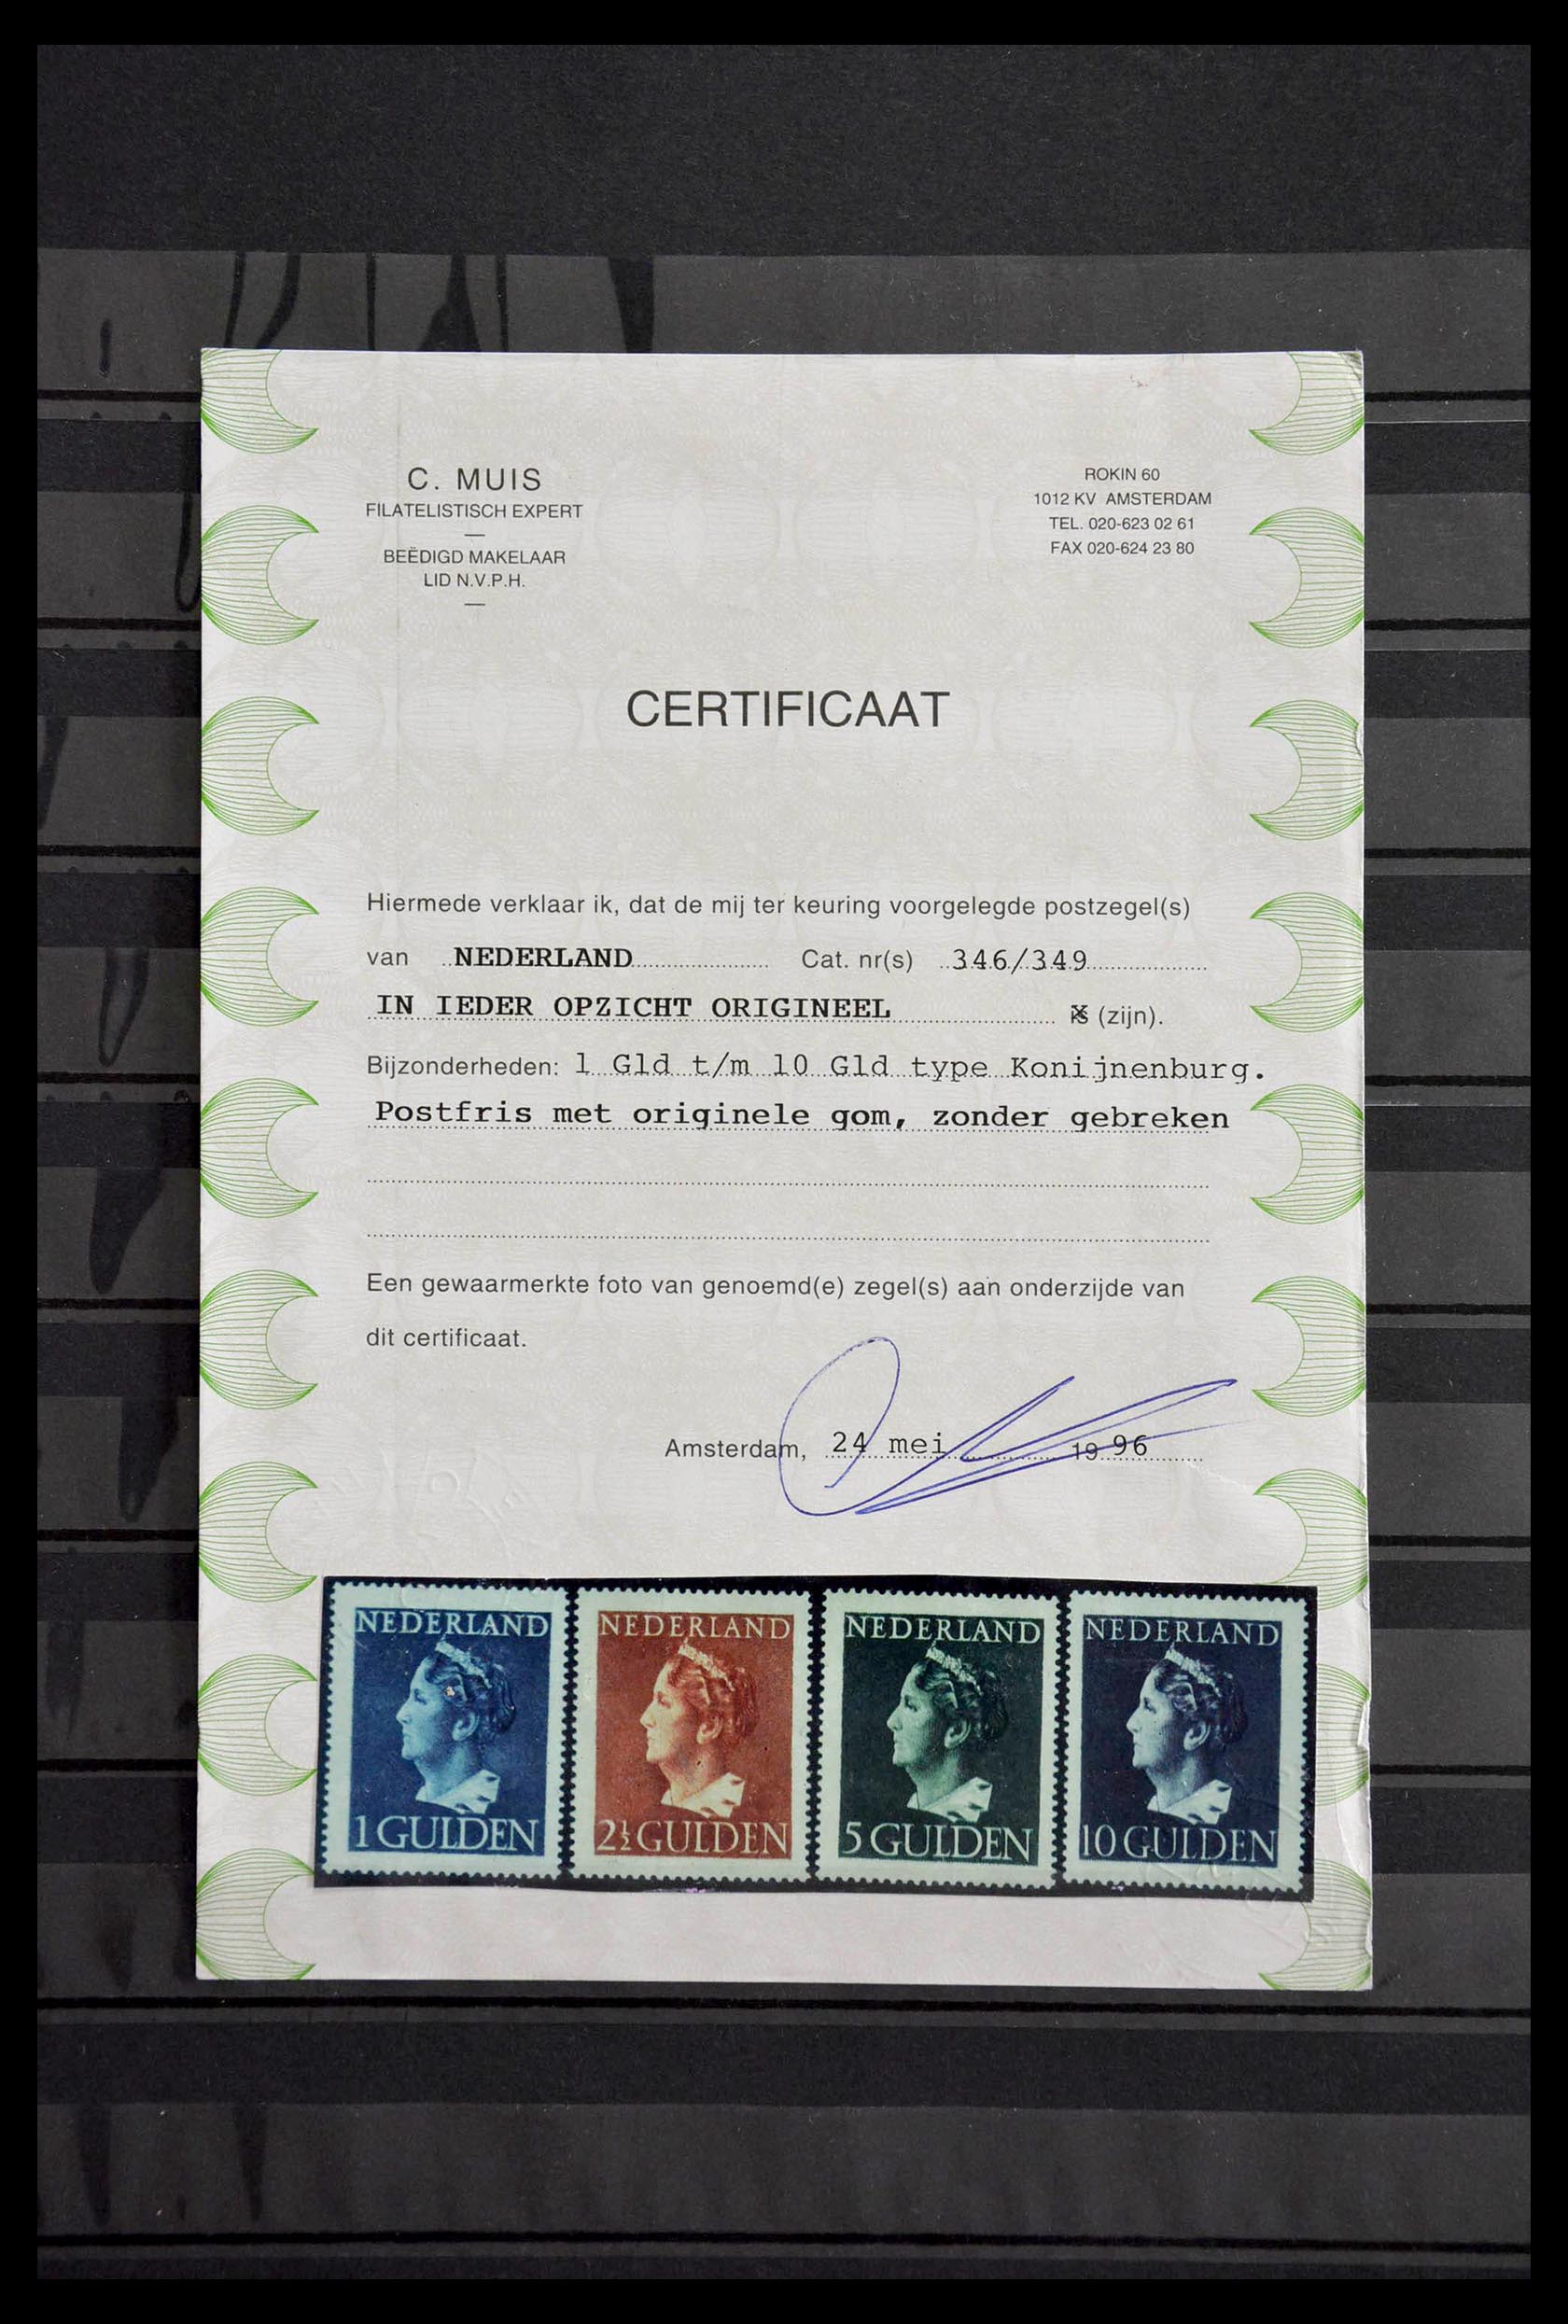 C. MUIS
FILATELISTISCH EXPERT
BEËDIGD MAKELAAR
LID N.V.P.H.
ROKIN 60
1012 KV AMSTERDAM
TEL. 020-623 02 61
FAX 020-624 23 80
CERTIFICAAT
Hiermede verklaar ik, dat de mij ter keuring voorgelegde postzegel(s)
van NEDERLAND Cat. nr(s) 346/349
IN IEDER OPZICHT ORIGINEEL is (zijn).
Bijzonderheden: 1 Gld t/m 10 Gld type Konijnenburg.
Postfris met originele gom, zonder gebreken
Een gewaarmerkte foto van genoemd(e) zegel(s) aan onderzijde van
dit certificaat.
Amsterdam, 24 mei 1996
NEDERLAND
1 GULDEN
NEDERLAND
2½ GULDEN
NEDERLAND
5 GULDEN
NEDERLAND
10 GULDEN